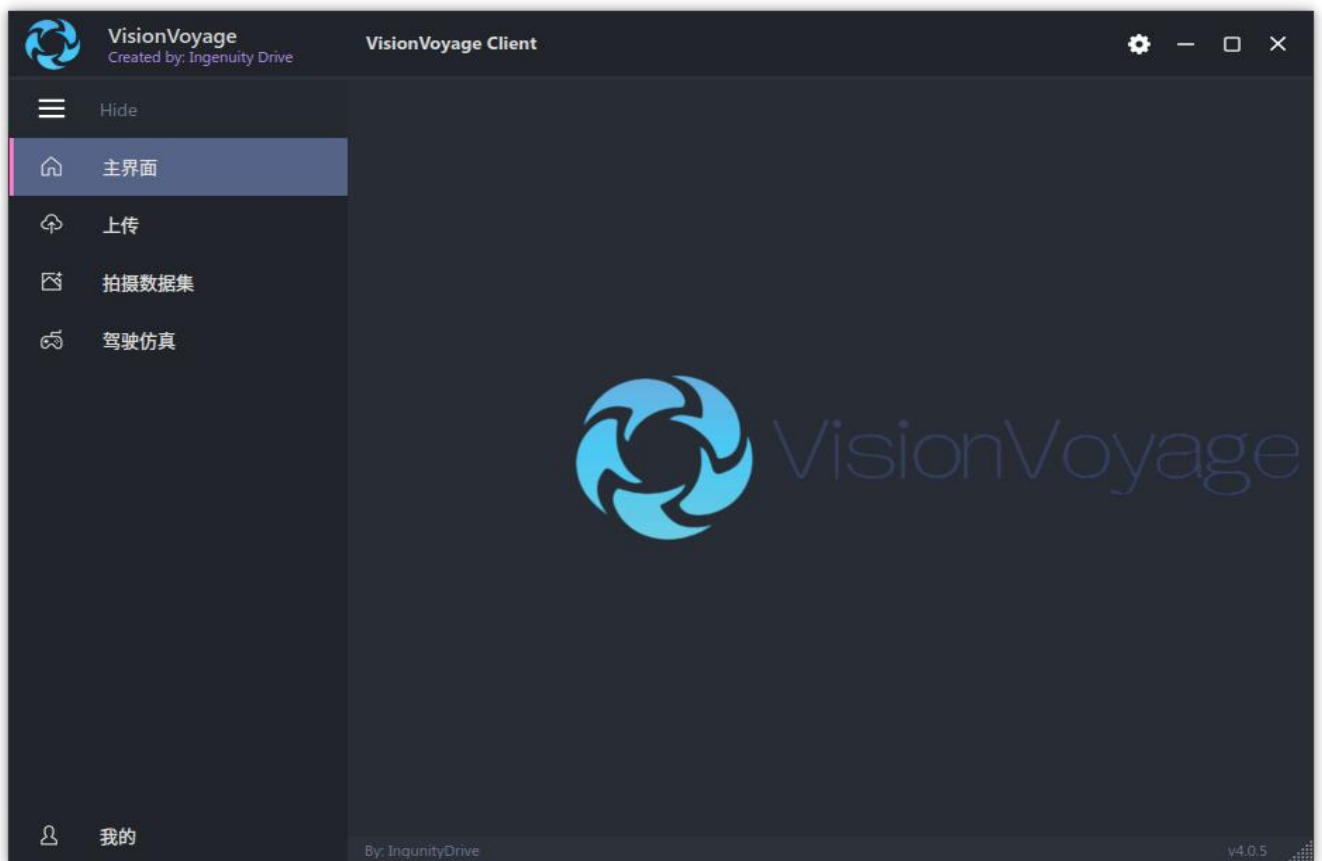 VisionVoyage
Created by: Ingenuity Drive
VisionVoyage Client
Hide
主界面
上传
拍摄数据集
驾驶仿真
VisionVoyage
我的
By: IngunityDrive
v4.0.5